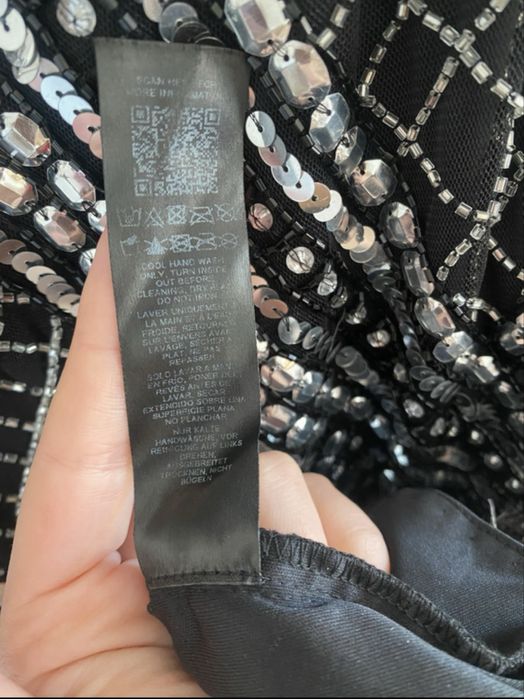 SCAN HERE FOR
MORE INFORMATION
COOL HAND WASH
ONLY, TURN INSIDE
OUT BEFORE
CLEANING, DRY FLAT
DO NOT IRON
LAVER UNIQUEMENT À
LA MAIN À L'EAU
FROIDE, RETOURNER
SUR L'ENVERS AVANT
LAVAGE SÉCHER À
PLAT, NE PAS
REPASSER
SOLO LAVAR A MANO
EN FRÍO, PONER DEL
REVÉS ANTES DE
LAVAR, SECAR
EXTENDIDO SOBRE UNA
SUPERFICIE PLANA
NO PLANCHAR
NUR KALTE
HANDWÄSCHE, VOR
REINIGUNG AUF LINKS
DREHEN,
AUSGEBREITET
TROCKNEN, NICHT
BÜGELN